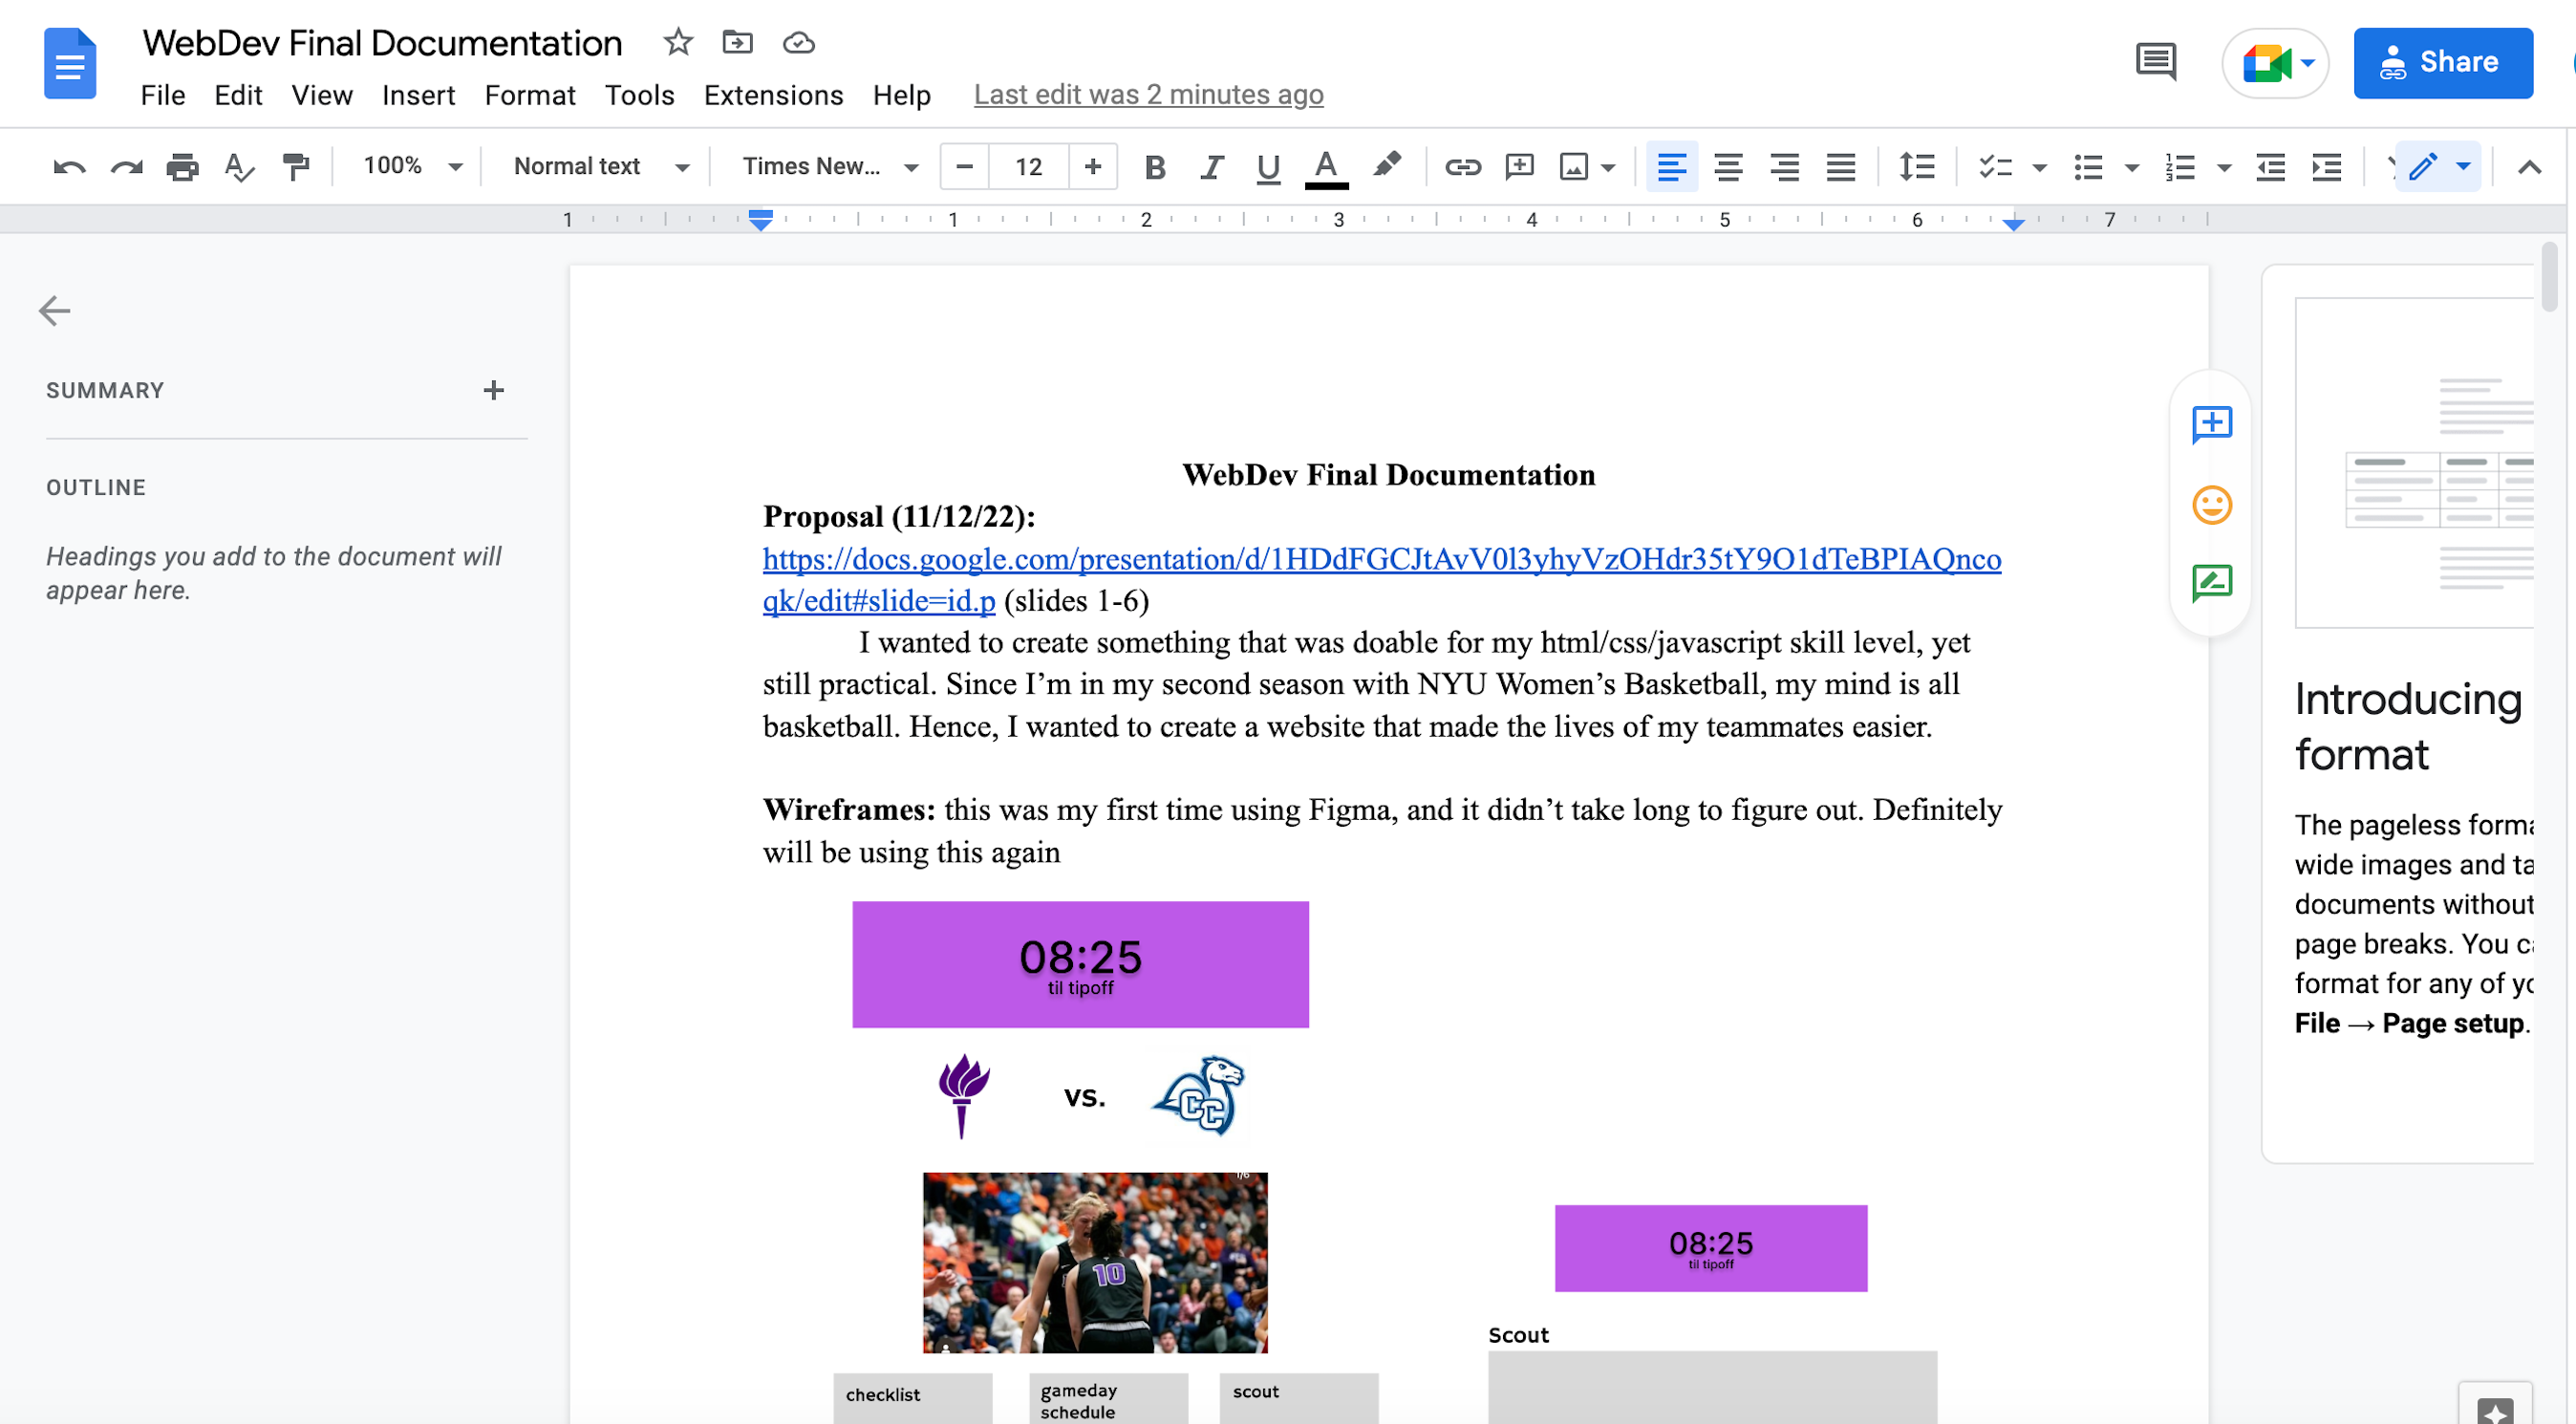 WebDev Final Documentation
File Edit View Insert Format Tools Extensions Help Last edit was 2 minutes ago
Share
100% Normal text Times New... 12
1 1 2 3 4 5 6 7
SUMMARY
OUTLINE
Headings you add to the document will
appear here.
WebDev Final Documentation
Proposal (11/12/22):
https://docs.google.com/presentation/d/1HDdFGCJtAvV0l3yhyVzOHdr35tY9O1dTeBPIAQnco
qk/edit#slide=id.p (slides 1-6)
I wanted to create something that was doable for my html/css/javascript skill level, yet
still practical. Since I’m in my second season with NYU Women’s Basketball, my mind is all
basketball. Hence, I wanted to create a website that made the lives of my teammates easier.
Wireframes: this was my first time using Figma, and it didn’t take long to figure out. Definitely
will be using this again
08:25
til tipoff
vs.
CC
10
checklist
gameday
schedule
scout
08:25
til tipoff
Scout
Introducing
format
The pageless
wide images and
documents without
page breaks. You
format for any of
File → Page setup.